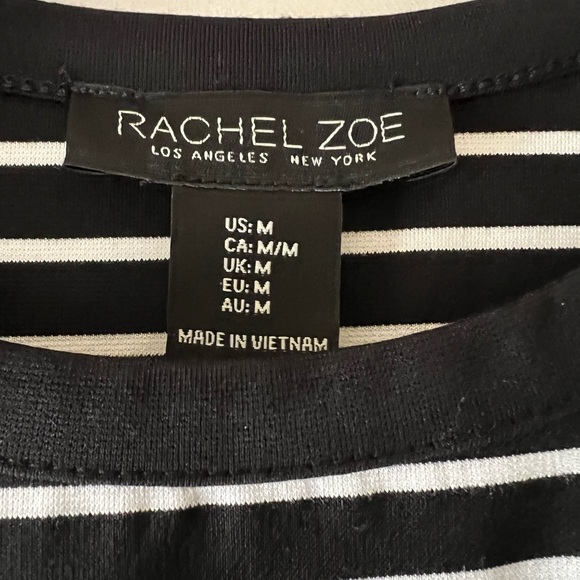 RACHEL ZOE
LOS ANGELES NEW YORK
US: M
CA: M/M
UK: M
EU: M
AU: M
MADE IN VIETNAM